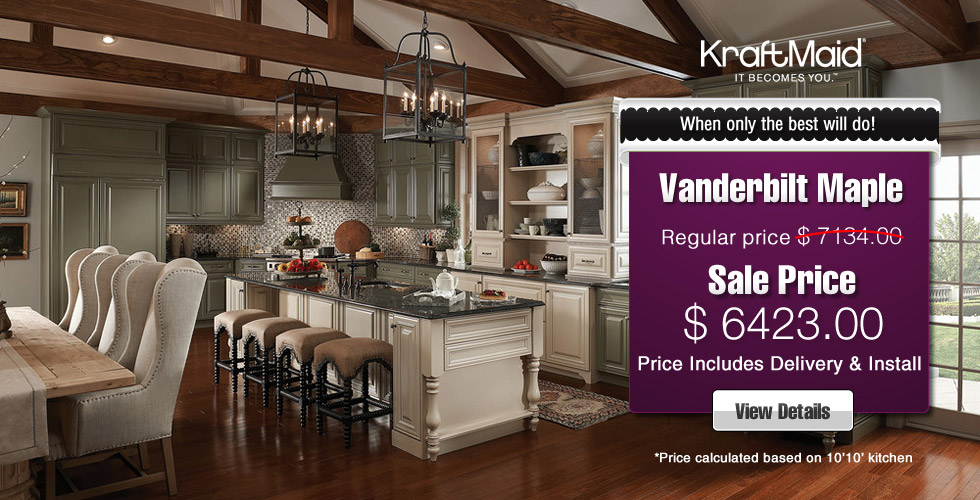 KraftMaid®
IT BECOMES YOU.™
When only the best will do!
Vanderbilt Maple
Regular price $ 7134.00
Sale Price
$ 6423.00
Price Includes Delivery & Install
View Details
*Price calculated based on 10'10' kitchen